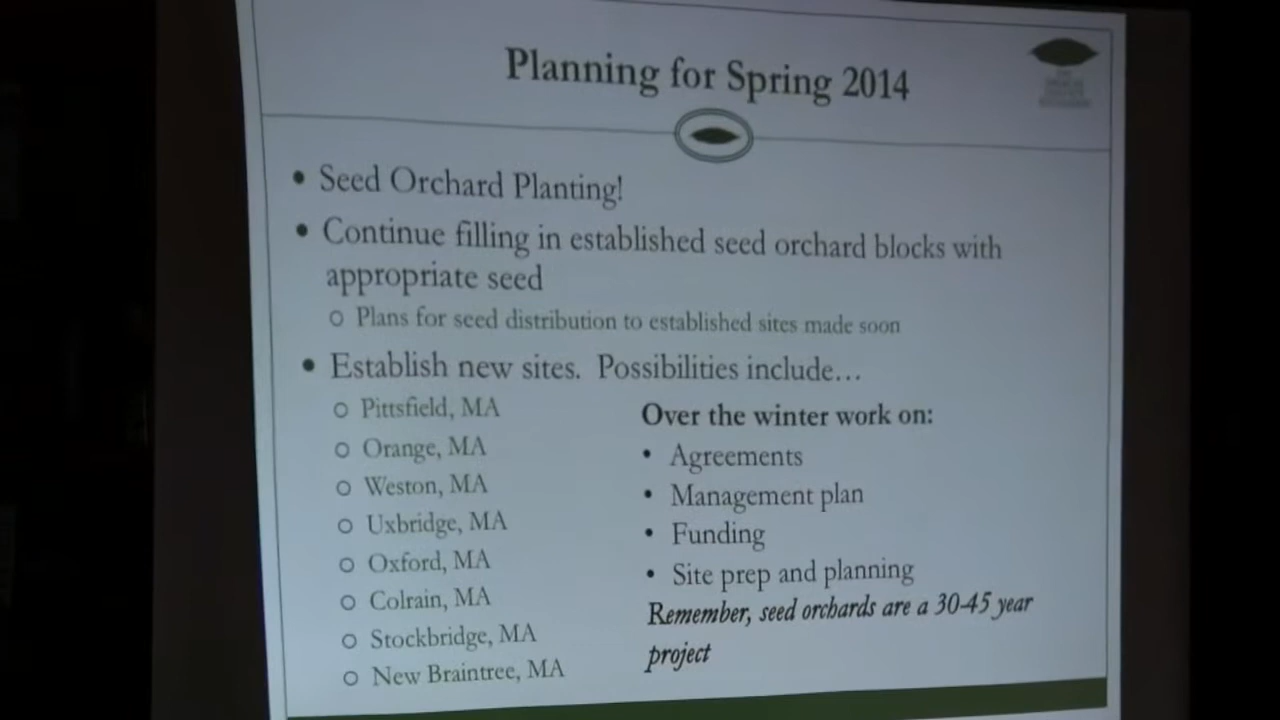 Planning for Spring 2014
• Seed Orchard Planting!
• Continue filling in established seed orchard blocks with
appropriate seed
o Plans for seed distribution to established sites made soon
• Establish new sites.  Possibilities include…
o Pittsfield, MA
o Orange, MA
o Weston, MA
o Uxbridge, MA
o Oxford, MA
o Colrain, MA
o Stockbridge, MA
o New Braintree, MA
Over the winter work on:
• Agreements
• Management plan
• Funding
• Site prep and planning
Remember, seed orchards are a 30-45 year
project